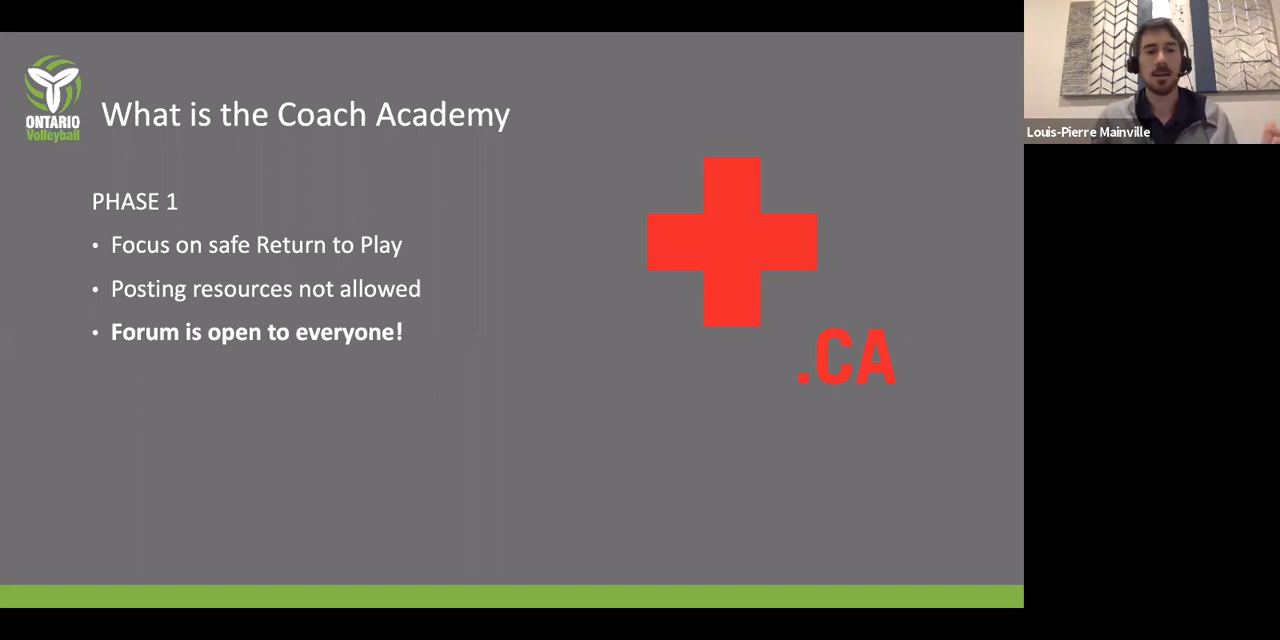 ONTARIO
Volleyball
What is the Coach Academy
PHASE 1
• Focus on safe Return to Play
• Posting resources not allowed
• Forum is open to everyone!
.CA
Louis-Pierre Mainville